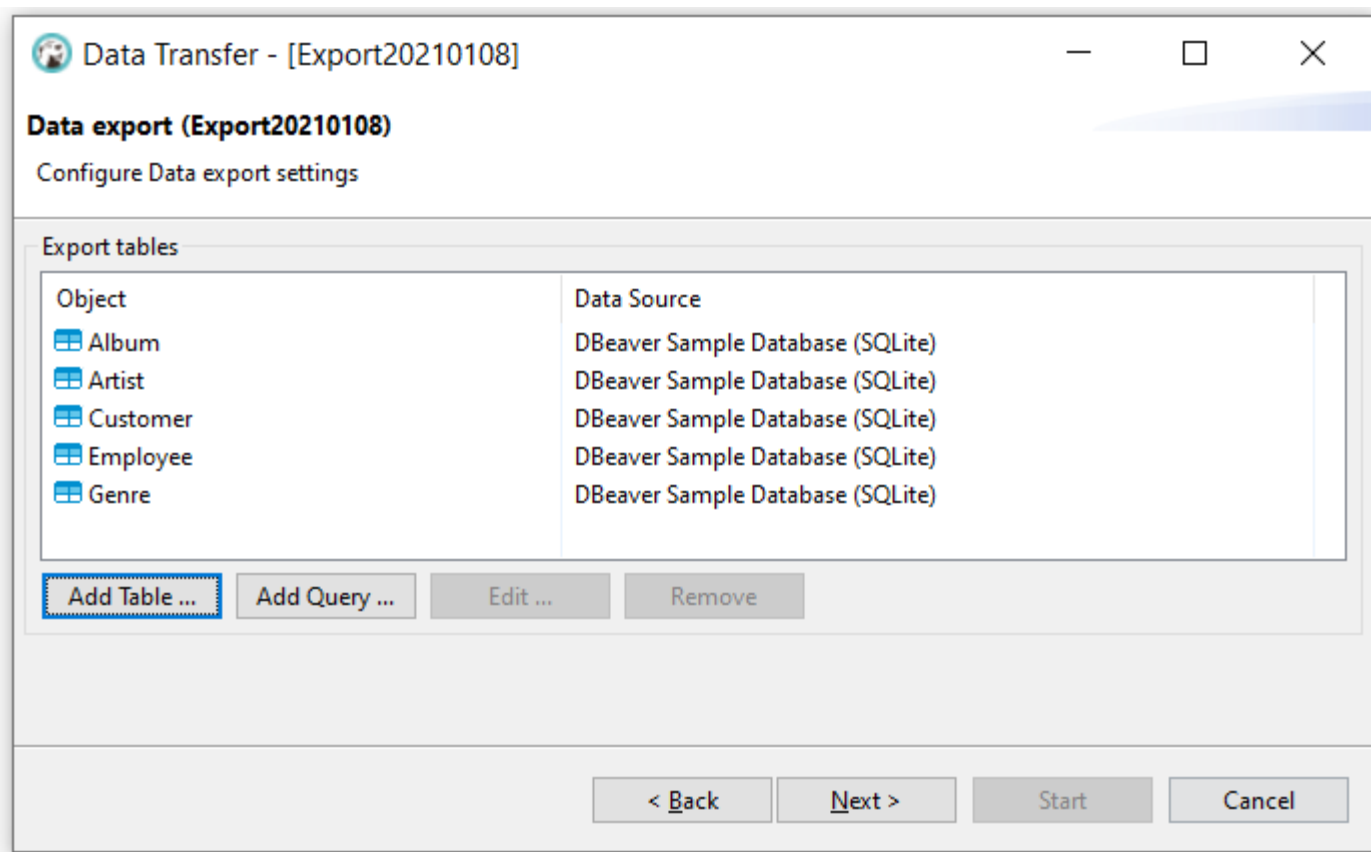 Data Transfer - [Export20210108]
Data export (Export20210108)
Configure Data export settings
Export tables
Object Data Source
Album DBeaver Sample Database (SQLite)
Artist DBeaver Sample Database (SQLite)
Customer DBeaver Sample Database (SQLite)
Employee DBeaver Sample Database (SQLite)
Genre DBeaver Sample Database (SQLite)
Add Table ... Add Query ... Edit ... Remove
< Back Next > Start Cancel